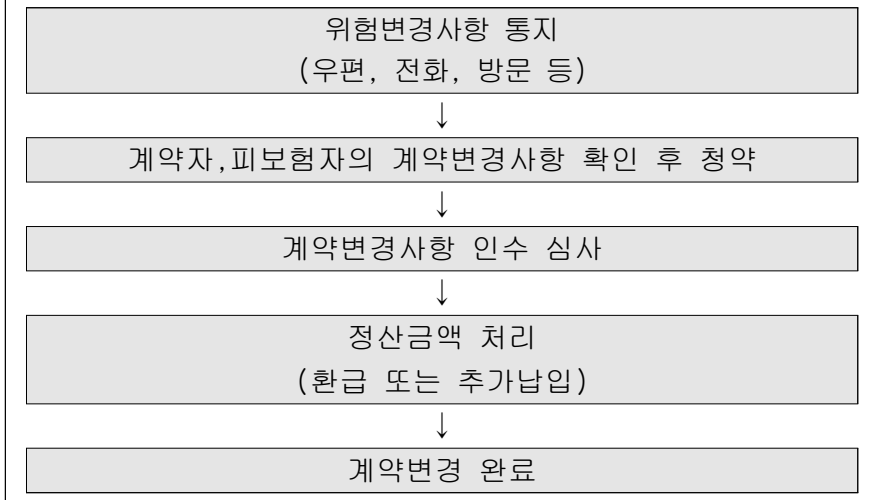 위험변경사항 통지
(우편, 전화, 방문 등)
↓
계약자,피보험자의 계약변경사항 확인 후 청약
↓
계약변경사항 인수 심사
↓
정산금액 처리
(환급 또는 추가납입)
↓
계약변경 완료